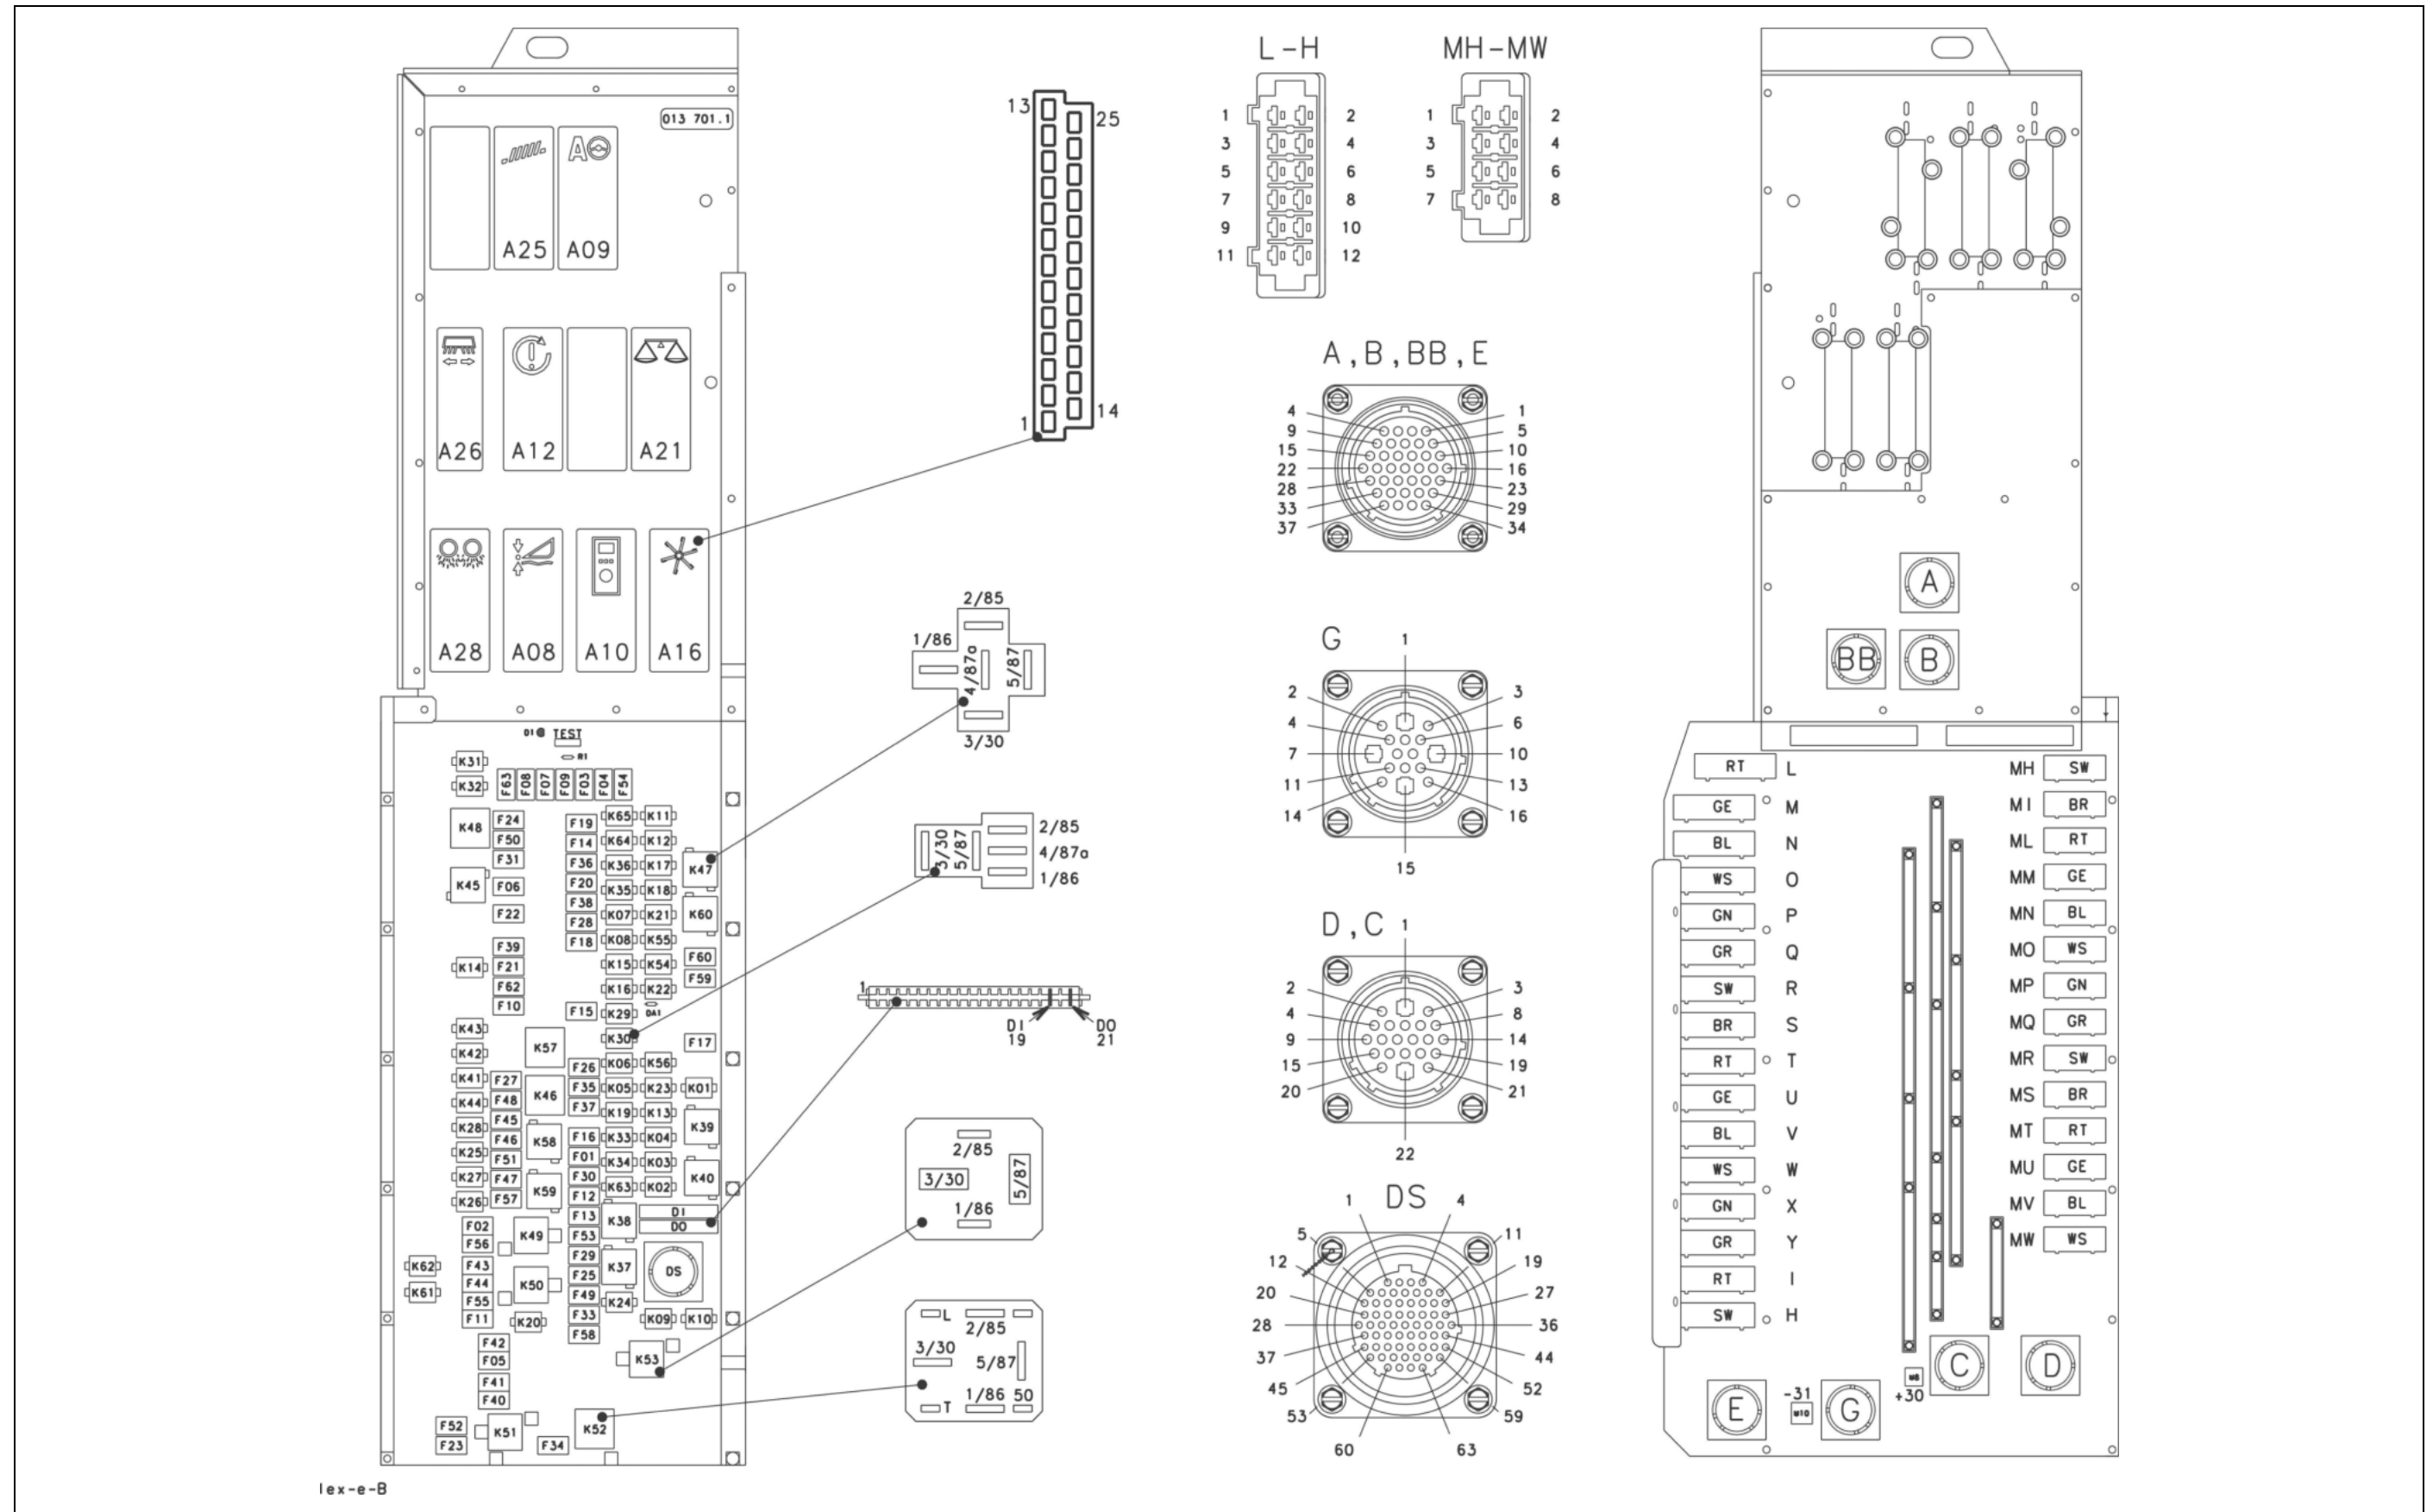 013 701.1
A25 A09
A26 A12 A21
A28 A08 A10 A16
D1 TEST
R1
K31
K32
F63 F08 F07 F09 F03 F04 F54
K48
F24
F50
F31
K45
F06
F22
F39
K14
F21
F62
F10
F19
F14
F36
F20
F38
F28
F18
F15
K65 K11
K64 K12
K36 K17
K35 K18
K07 K21
K08 K55
K15 K54
K16 K22
K29 DA1
K30
K47
K60
F60
F59
F17
K43
K42
K41
K44
K28
K25
K27
K26
F27
F48
F45
F46
F51
F47
F57
K57
K46
K58
K59
F26
F35
F37
F16
F01
F30
F12
F13
F53
F29
F25
F49
F33
F58
K06 K56
K05 K23 K01
K19 K13
K33 K04
K34 K03
K63 K02
K39
K40
K38
K37
K24
DI
DO
DS
K09 K10
F02
F56
F43
F44
F55
F11
K49
K50
K20
K62
K61
F42
F05
F41
F40
K53
F52
F23
K51
F34
K52
lex-e-B
13
25
1
14
2/85
1/86
4/87a
5/87
3/30
3/30
5/87
2/85
4/87a
1/86
1
DI
19
DO
21
2/85
3/30
5/87
1/86
L
2/85
3/30
5/87
1/86 50
T
L-H
1 2
3 4
5 6
7 8
9 10
11 12
MH-MW
1 2
3 4
5 6
7 8
A,B,BB,E
4 1
9 5
15 10
22 16
28 23
33 29
37 34
G
1
2 3
4 6
7 10
11 13
14 16
15
D,C
1
2 3
4 8
9 14
15 19
20 21
22
DS
1 4
5 11
12 19
20 27
28 36
37 44
45 52
53 59
60 63
A
BB B
RT L
GE M
BL N
WS O
GN P
GR Q
SW R
BR S
RT T
GE U
BL V
WS W
GN X
GR Y
RT I
SW H
MH SW
MI BR
ML RT
MM GE
MN BL
MO WS
MP GN
MQ GR
MR SW
MS BR
MT RT
MU GE
MV BL
MW WS
C D
+30
E
-31
M10
G